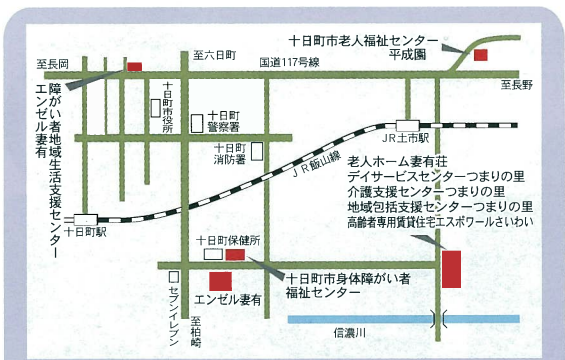 十日町市老人福祉センター
平成園
至長岡
至六日町
国道117号線
至長野
障がい者地域生活支援センター
エンゼル妻有
十日町市役所
十日町
警察署
十日町
消防署
JR飯山線
JR土市駅
老人ホーム妻有荘
デイサービスセンターつまりの里
介護支援センターつまりの里
地域包括支援センターつまりの里
高齢者専用賃貸住宅エスポワールさいわい
十日町駅
十日町保健所
十日町市身体障がい者
福祉センター
セブンイレブン
エンゼル妻有
至柏崎
信濃川